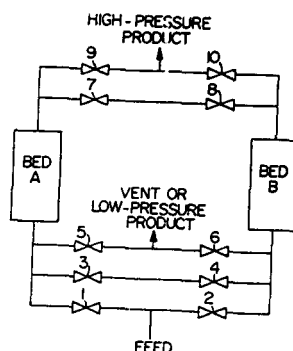 HIGH-PRESSURE
PRODUCT
9
10
7
8
BED
A
BED
B
VENT OR
LOW-PRESSURE
PRODUCT
5
6
3
4
1
2
FEED